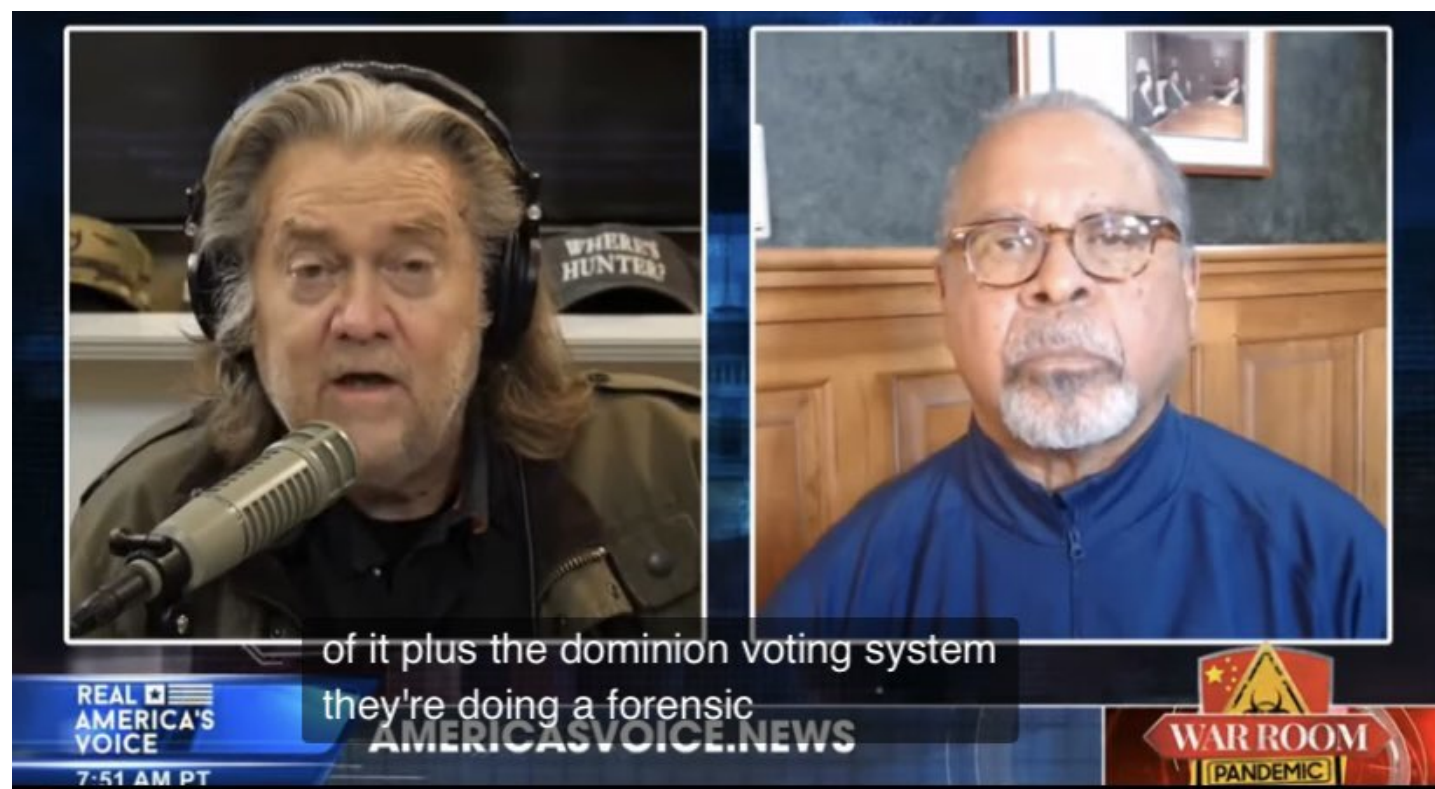 WHERE'S
HUNTER?
of it plus the dominion voting system
they're doing a forensic
REAL
AMERICA'S
VOICE
AMERICASVOICE.NEWS
7:51 AM PT
WAR ROOM
PANDEMIC